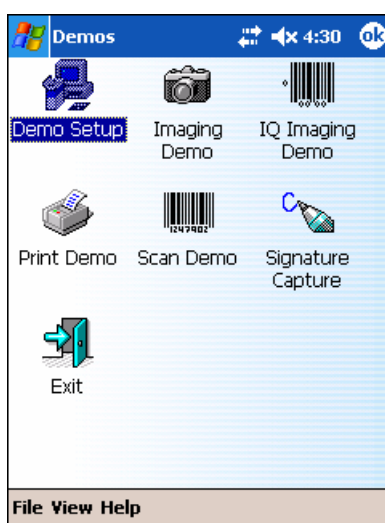 Demos 4:30 ok
Demo Setup
Imaging Demo
IQ Imaging Demo
Print Demo
Scan Demo
1247902
Signature Capture
Exit
File View Help